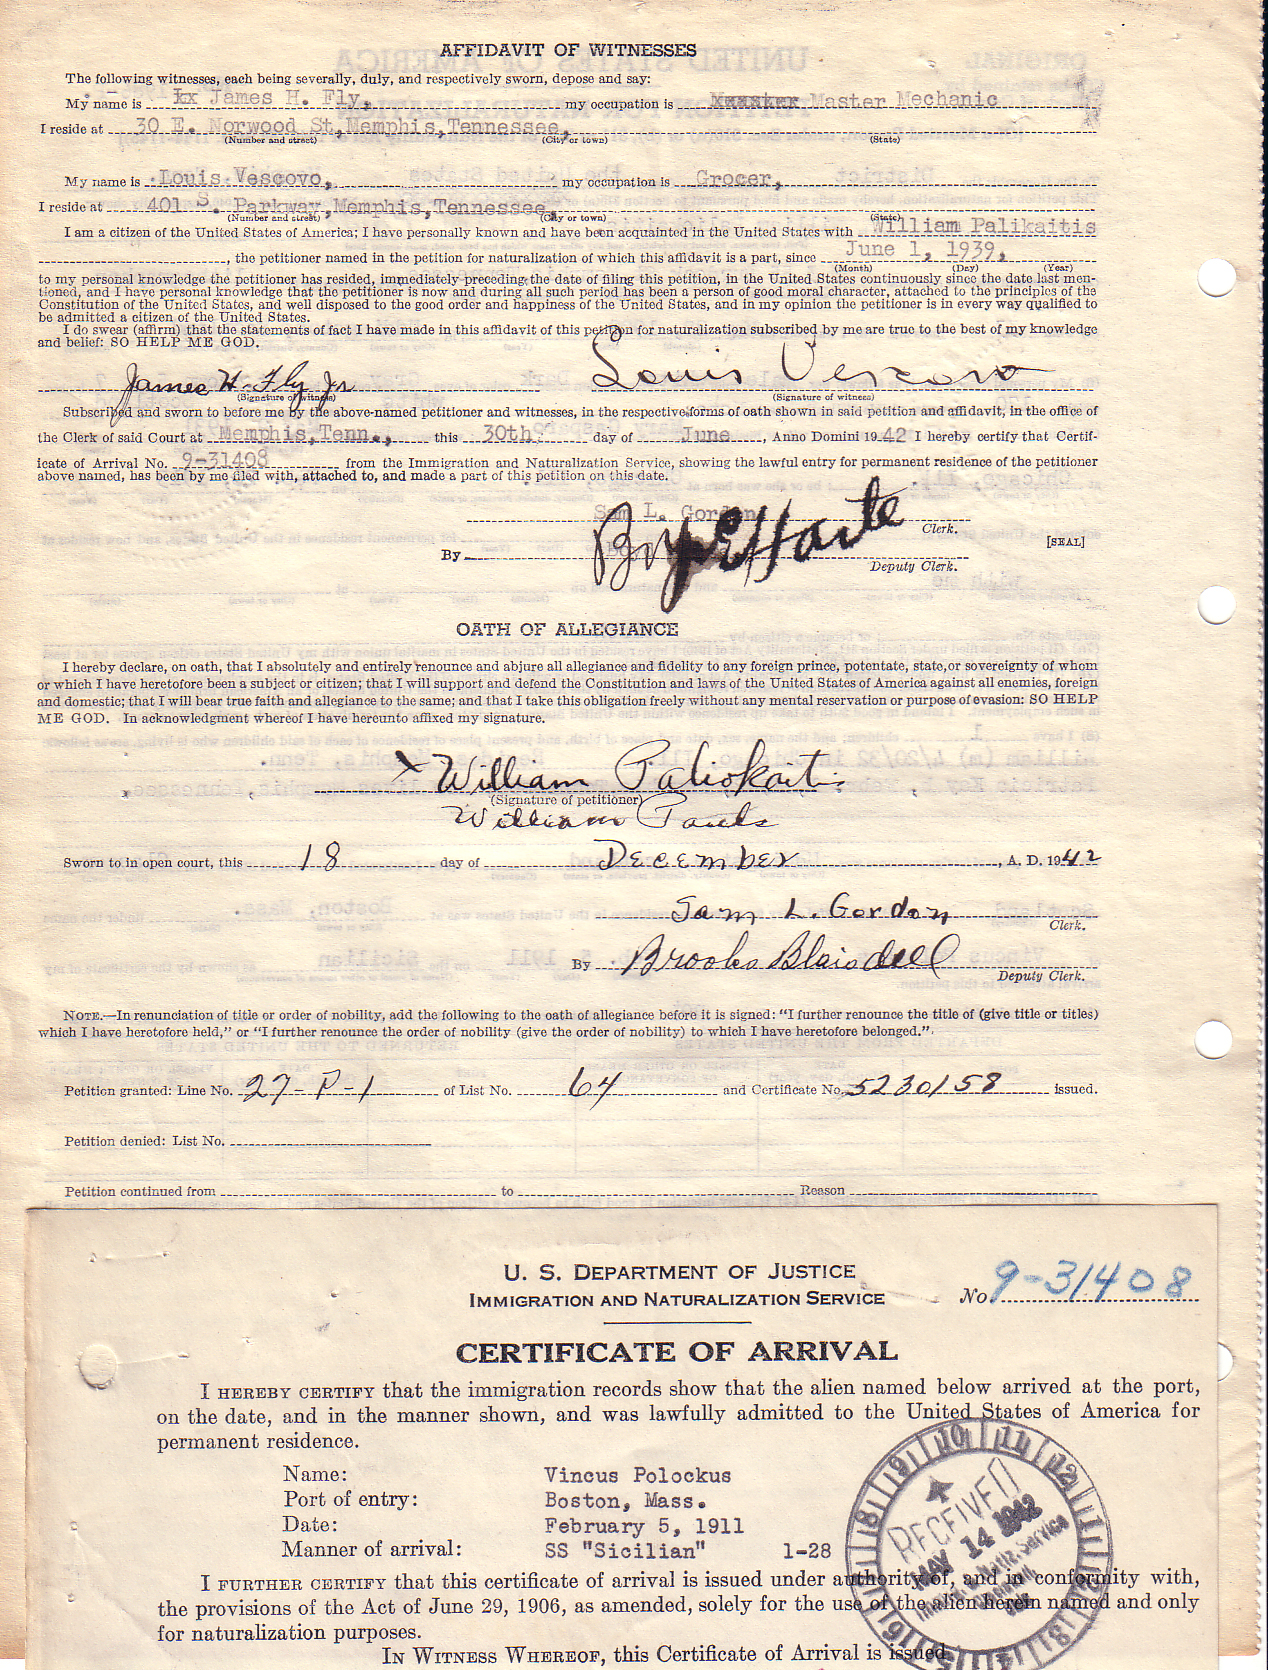 AFFIDAVIT OF WITNESSES
The following witnesses, each being severally, duly, and respectively sworn, depose and say:
My name is James H. Fly, my occupation is Master Mechanic
I reside at 30 E. Norwood St, Memphis, Tennessee,
(Number and street) (City or town) (State)
My name is Louis Vescovo, my occupation is Grocer,
I reside at 401 S. Parkway, Memphis, Tennessee
(Number and street) (City or town) (State)
I am a citizen of the United States of America; I have personally known and have been acquainted in the United States with William Palikaitis
, the petitioner named in the petition for naturalization of which this affidavit is a part, since June 1, 1939,
(Month) (Day) (Year)
to my personal knowledge the petitioner has resided, immediately preceding the date of filing this petition, in the United States continuously since the date last men-
tioned, and I have personal knowledge that the petitioner is now and during all such period has been a person of good moral character, attached to the principles of the
Constitution of the United States, and well disposed to the good order and happiness of the United States, and in my opinion the petitioner is in every way qualified to
be admitted a citizen of the United States.
I do swear (affirm) that the statements of fact I have made in this affidavit of this petition for naturalization subscribed by me are true to the best of my knowledge
and belief: SO HELP ME GOD.
James H. Fly Jr Louis Vescovo
(Signature of witness) (Signature of witness)
Subscribed and sworn to before me by the above-named petitioner and witnesses, in the respective forms of oath shown in said petition and affidavit, in the office of
the Clerk of said Court at Memphis, Tenn., this 30th day of June, Anno Domini 1942 I hereby certify that Certif-
icate of Arrival No. 9-31408 from the Immigration and Naturalization Service, showing the lawful entry for permanent residence of the petitioner
above named, has been by me filed with, attached to, and made a part of this petition on this date.
Sam L. Gordon
Clerk.
[SEAL]
By
Deputy Clerk.
OATH OF ALLEGIANCE
I hereby declare, on oath, that I absolutely and entirely renounce and abjure all allegiance and fidelity to any foreign prince, potentate, state, or sovereignty of whom
or which I have heretofore been a subject or citizen; that I will support and defend the Constitution and laws of the United States of America against all enemies, foreign
and domestic; that I will bear true faith and allegiance to the same; and that I take this obligation freely without any mental reservation or purpose of evasion: SO HELP
ME GOD. In acknowledgment whereof I have hereunto affixed my signature.
x William Paliokaitis
(Signature of petitioner)
William Pauls
Sworn to in open court, this 18 day of December, A. D. 1942
Sam L. Gordon
Clerk.
By Brooks Blaisdell
Deputy Clerk.
NOTE.—In renunciation of title or order of nobility, add the following to the oath of allegiance before it is signed: "I further renounce the title of (give title or titles)
which I have heretofore held," or "I further renounce the order of nobility (give the order of nobility) to which I have heretofore belonged."
Petition granted: Line No. 27-P-1 of List No. 64 and Certificate No. 5230158 issued.
Petition denied: List No.
Petition continued from to Reason
U. S. DEPARTMENT OF JUSTICE
IMMIGRATION AND NATURALIZATION SERVICE
No. 9-31408
CERTIFICATE OF ARRIVAL
I HEREBY CERTIFY that the immigration records show that the alien named below arrived at the port,
on the date, and in the manner shown, and was lawfully admitted to the United States of America for
permanent residence.
Name: Vincus Polockus
Port of entry: Boston, Mass.
Date: February 5, 1911
Manner of arrival: SS "Sicilian" 1-28
RECEIVED
MAY 14 1942
I FURTHER CERTIFY that this certificate of arrival is issued under authority of, and in conformity with,
the provisions of the Act of June 29, 1906, as amended, solely for the use of the alien herein named and only
for naturalization purposes.
IN WITNESS WHEREOF, this Certificate of Arrival is issued